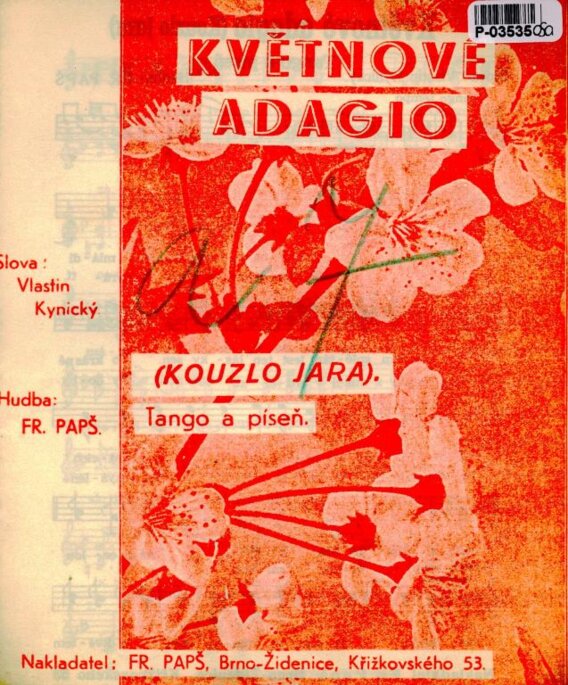 P-03535
KVĚTNOVÉ
ADAGIO
Slova:
Vlastin
Kynický.
(KOUZLO JARA).
Tango a píseň.
Hudba:
FR. PAPŠ.
Nakladatel: FR. PAPŠ, Brno-Židenice, Křižkovského 53.